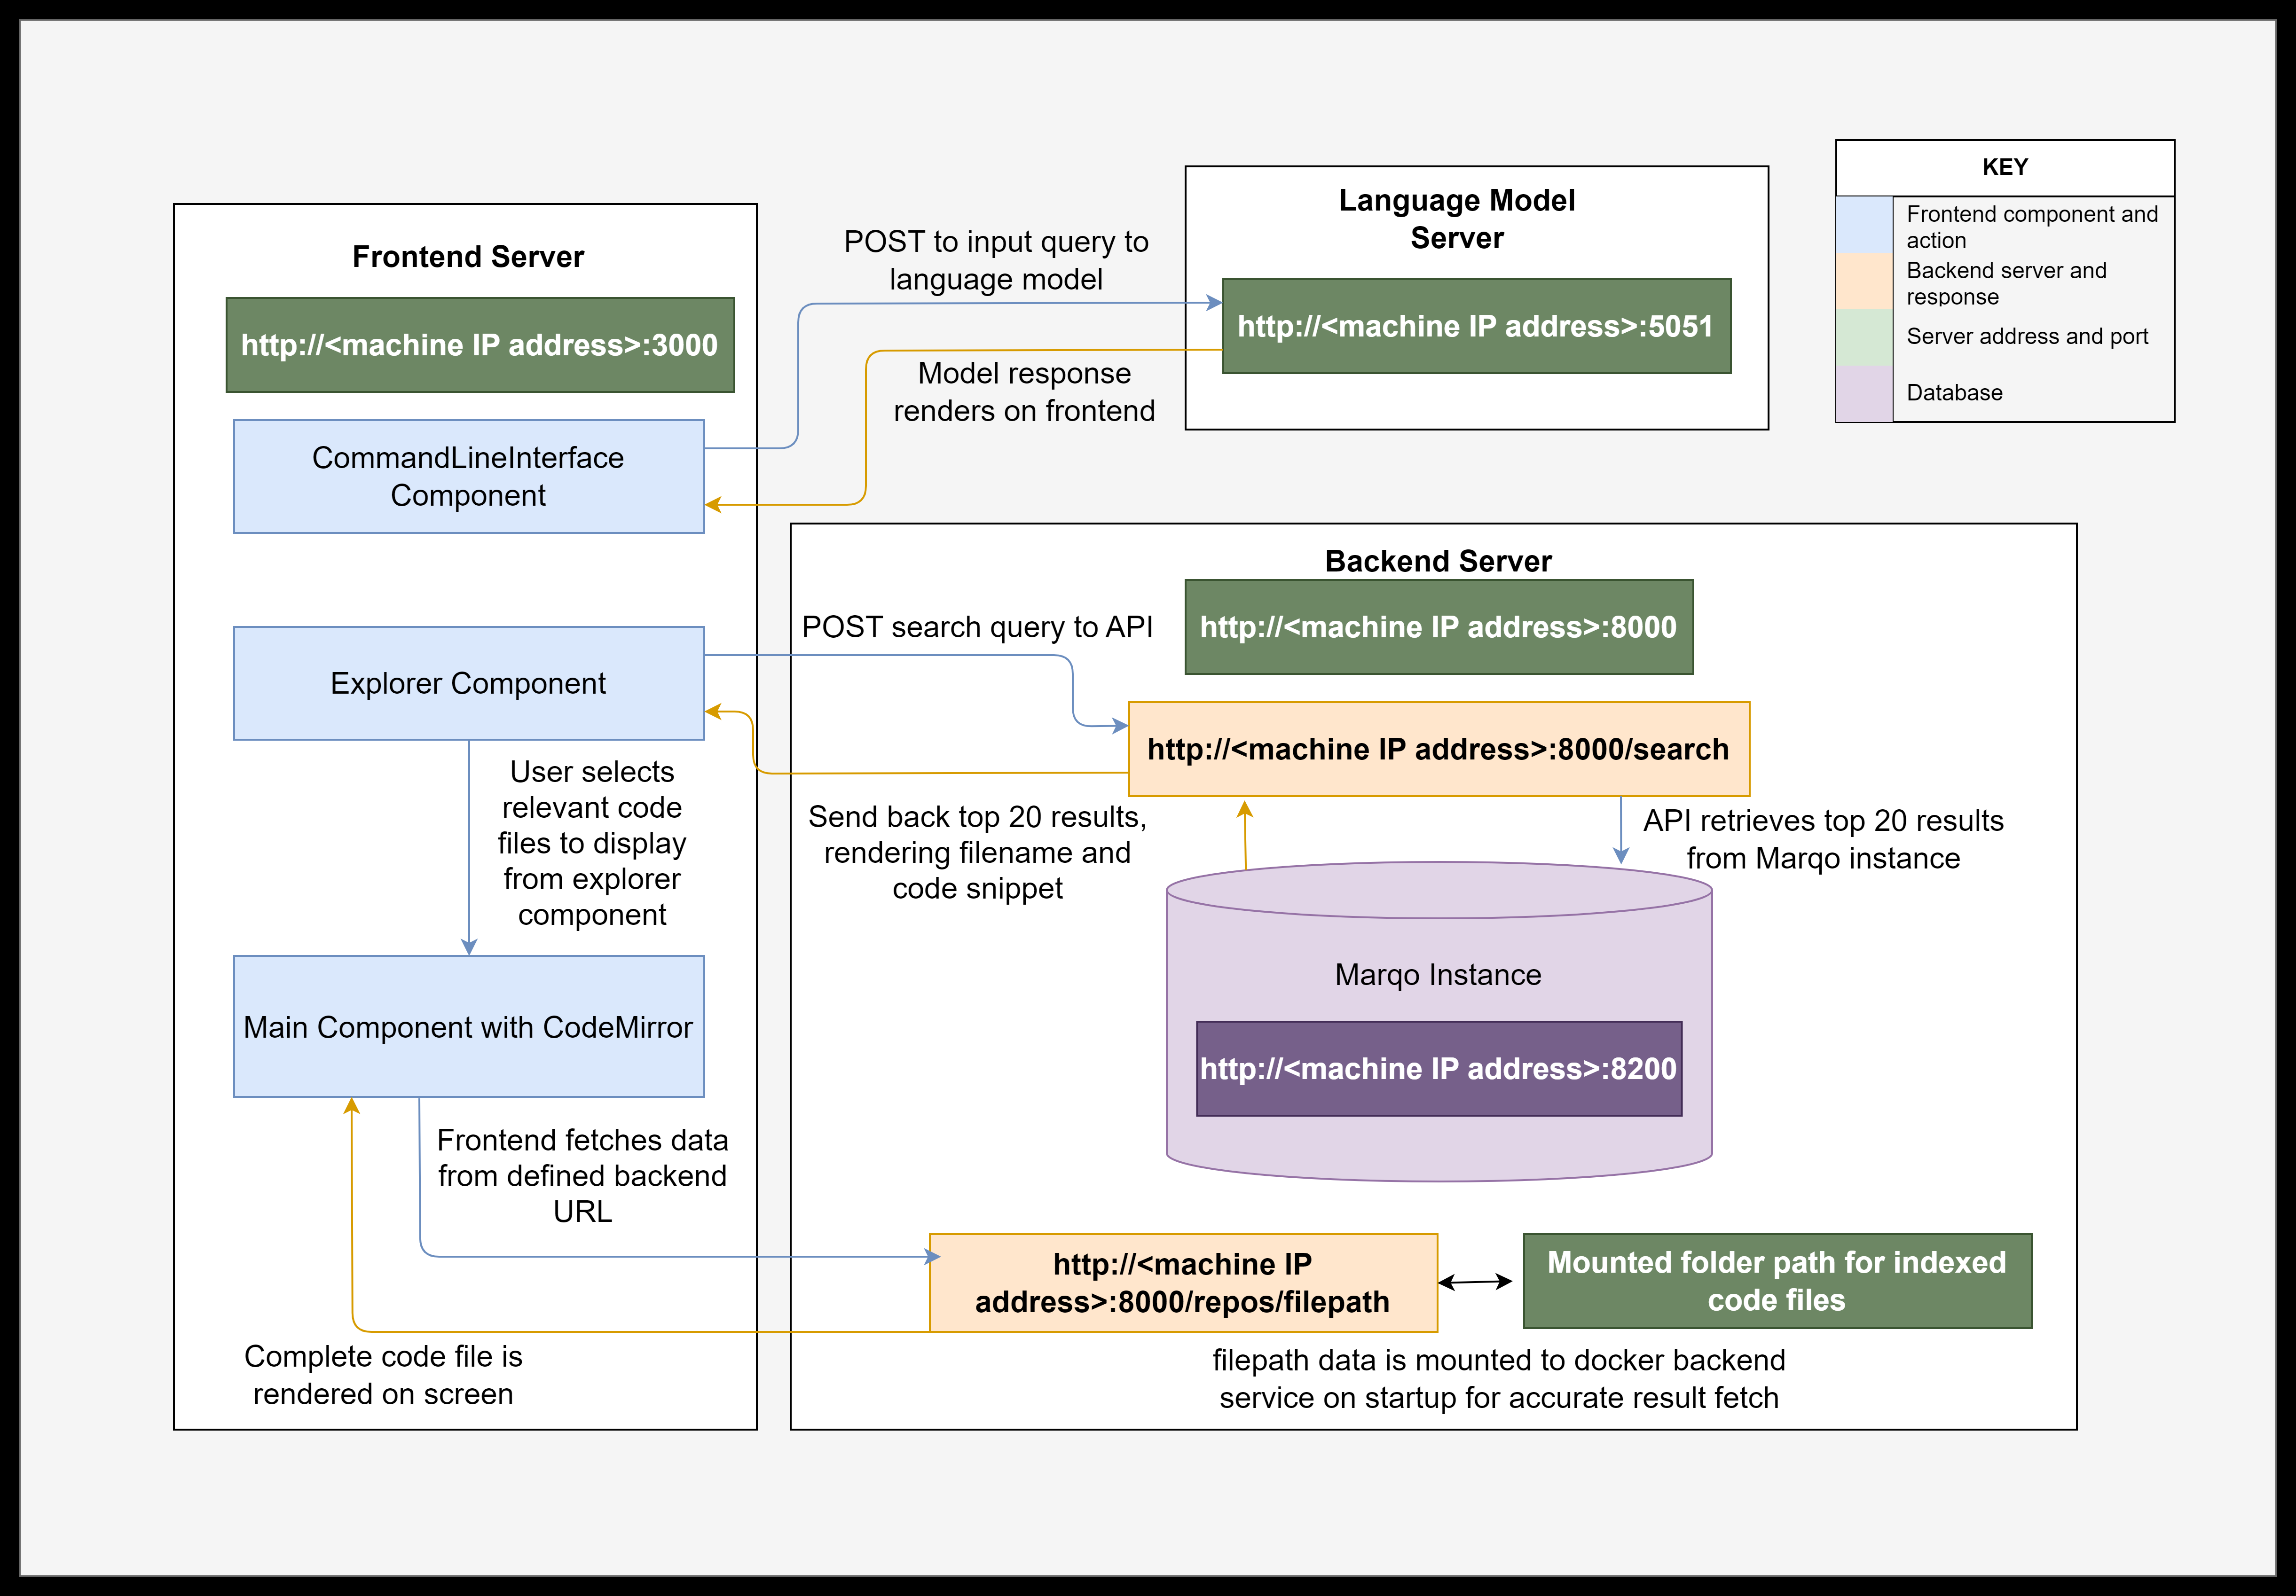 KEY
Frontend component and
action
Backend server and
response
Server address and port
Database
Language Model
Server
http://<machine IP address>:5051
POST to input query to
language model
Model response
renders on frontend
Frontend Server
http://<machine IP address>:3000
CommandLineInterface
Component
Explorer Component
User selects
relevant code
files to display
from explorer
component
Main Component with CodeMirror
Frontend fetches data
from defined backend
URL
Complete code file is
rendered on screen
Backend Server
http://<machine IP address>:8000
POST search query to API
http://<machine IP address>:8000/search
Send back top 20 results,
rendering filename and
code snippet
API retrieves top 20 results
from Marqo instance
Marqo Instance
http://<machine IP address>:8200
http://<machine IP
address>:8000/repos/filepath
Mounted folder path for indexed
code files
filepath data is mounted to docker backend
service on startup for accurate result fetch